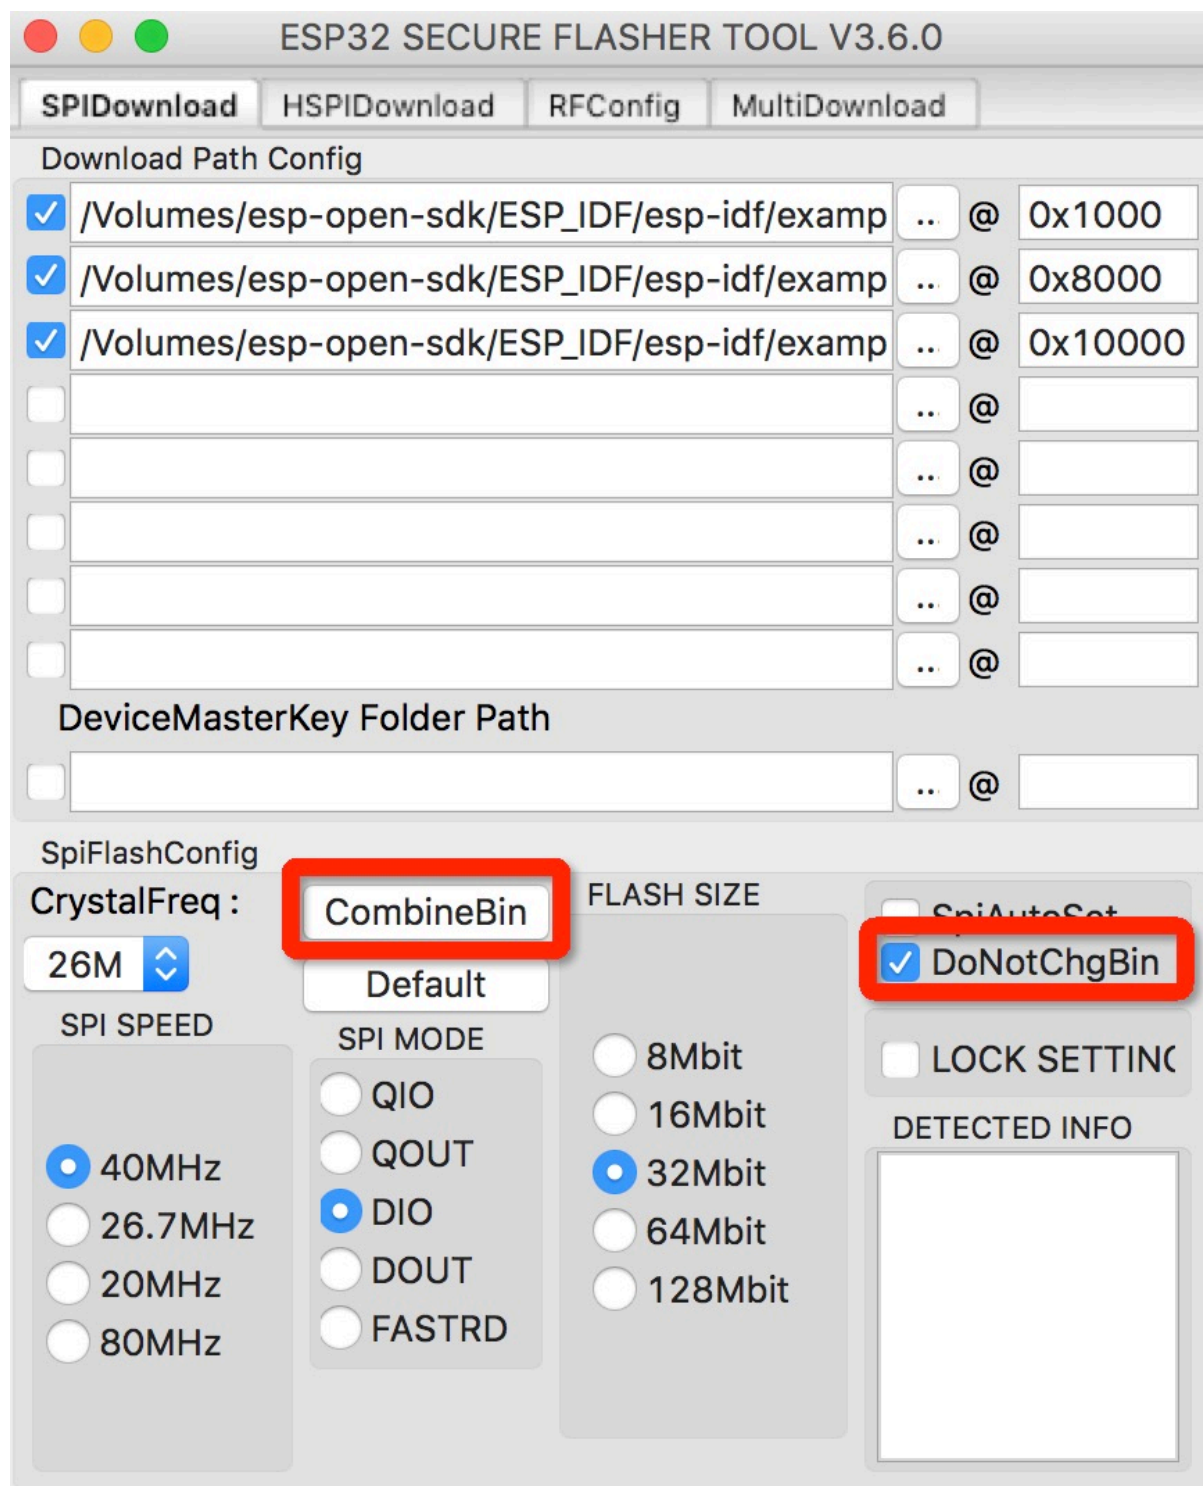 ESP32 SECURE FLASHER TOOL V3.6.0
SPIDownload HSPIDownload RFConfig MultiDownload
Download Path Config
/Volumes/esp-open-sdk/ESP_IDF/esp-idf/examp ... @ 0x1000
/Volumes/esp-open-sdk/ESP_IDF/esp-idf/examp ... @ 0x8000
/Volumes/esp-open-sdk/ESP_IDF/esp-idf/examp ... @ 0x10000
... @
... @
... @
... @
... @
DeviceMasterKey Folder Path
... @
SpiFlashConfig
CrystalFreq :
26M
CombineBin
Default
SPI SPEED
40MHz
26.7MHz
20MHz
80MHz
SPI MODE
QIO
QOUT
DIO
DOUT
FASTRD
FLASH SIZE
8Mbit
16Mbit
32Mbit
64Mbit
128Mbit
SpiAutoSet
DoNotChgBin
LOCK SETTING
DETECTED INFO